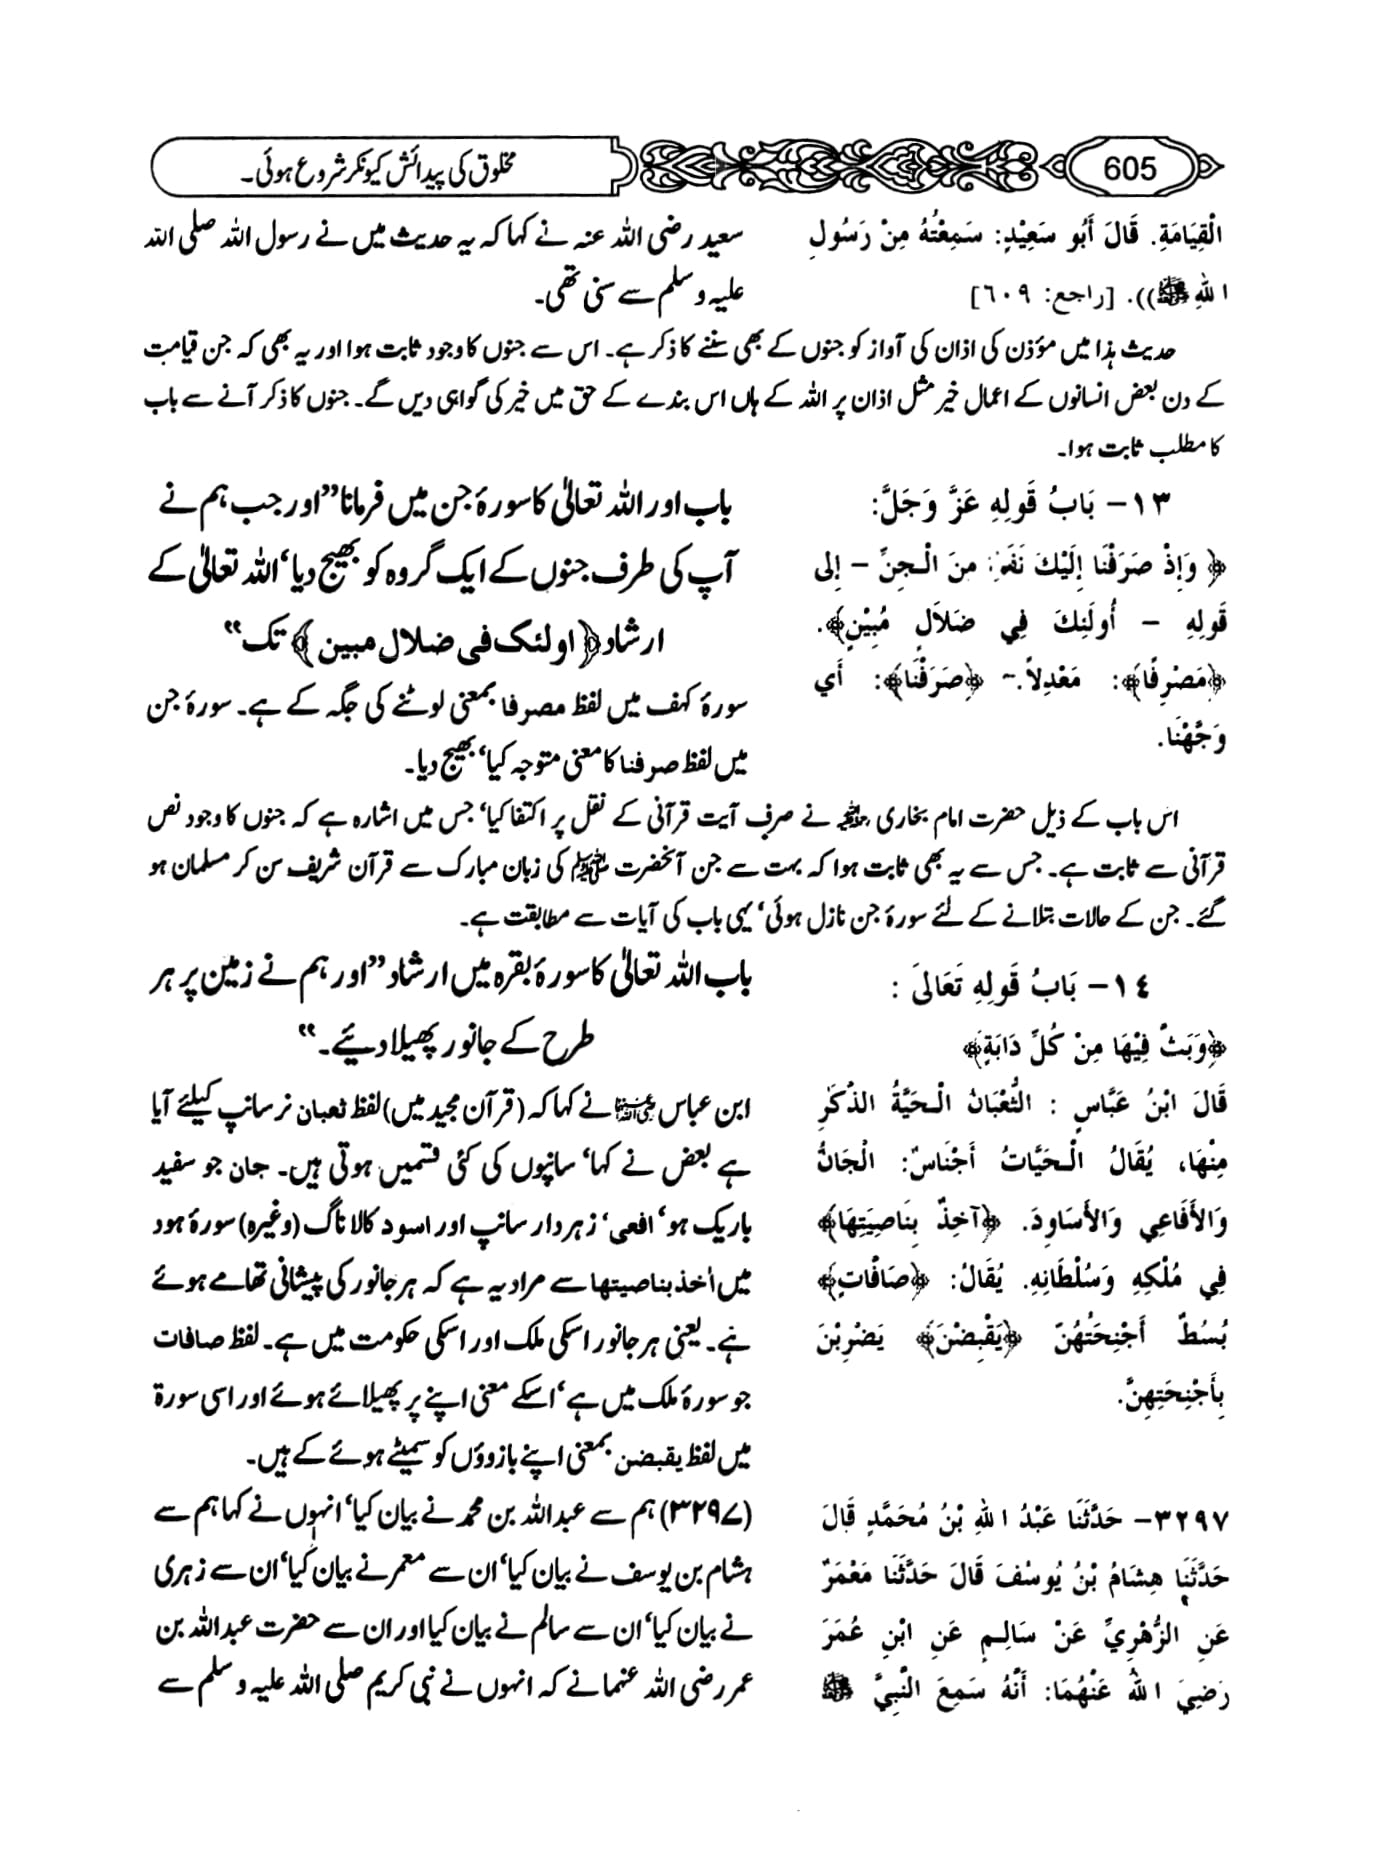 605
مخلوق کی پیدائش کیونکر شروع ہوئی۔
الْقِيَامَةِ. قَالَ أَبُو سَعِيْدٍ: سَمِعْتُهُ مِنْ رَسُولِ
اللهِ ﷺ)). [راجع: ٦٠٩]
سعید رضی اللہ عنہ نے کہا کہ یہ حدیث میں نے رسول اللہ صلی اللہ
علیہ وسلم سے سنی تھی۔
حدیث ہذا میں مؤذن کی اذان کی آواز کو جنوں کے بھی سننے کا ذکر ہے۔ اس سے جنوں کا وجود ثابت ہوا اور یہ بھی کہ جن قیامت
کے دن بعض انسانوں کے اعمال خیر مثل اذان پر اللہ کے ہاں اس بندے کے حق میں خیر کی گواہی دیں گے۔ جنوں کا ذکر آنے سے باب
کا مطلب ثابت ہوا۔
١٣- بَابُ قَولِهِ عَزَّ وَجَلَّ:
﴿وَإِذْ صَرَفْنَا إِلَيْكَ نَفَرًا مِنَ الْـجِنِّ – إِلى
قَولِهِ – أُولَئِكَ فِي ضَلاَلٍ مُبِيْنٍ﴾.
﴿مَصْرِفًا﴾: مَعْدِلاً.- ﴿صَرَفْنَا﴾: أَي
وَجَّهْنَا.
باب اور اللہ تعالیٰ کا سورۂ جن میں فرمانا ”اور جب ہم نے
آپ کی طرف جنوں کے ایک گروہ کو بھیج دیا‘ اللہ تعالیٰ کے
ارشاد ﴿اولئک فی ضلال مبین﴾ تک“
سورۂ کہف میں لفظ مصرفا بمعنی لوٹنے کی جگہ کے ہے۔ سورۂ جن
میں لفظ صرفنا کا معنی متوجہ کیا‘ بھیج دیا۔
اس باب کے ذیل حضرت امام بخاری رحمہ اللہ نے صرف آیت قرآنی کے نقل پر اکتفا کیا‘ جس میں اشارہ ہے کہ جنوں کا وجود نص
قرآنی سے ثابت ہے۔ جس سے یہ بھی ثابت ہوا کہ بہت سے جن آنحضرت ﷺ کی زبان مبارک سے قرآن شریف سن کر مسلمان ہو
گئے۔ جن کے حالات بتلانے کے لئے سورۂ جن نازل ہوئی‘ یہی باب کی آیات سے مطابقت ہے۔
١٤- بَابُ قَولِهِ تَعَالَى :
﴿وَبَثَّ فِيْهَا مِنْ كُلِّ دَابَةٍ﴾
قَالَ ابْنُ عَبَّاسٍ : الثُّعْبَانُ الْـحَيَّةُ الذَّكَرِ
مِنْهَا، يُقَالُ الْـحَيَّاتُ أَجْنَاسٌ: الْجَانُّ
وَالأَفَاعِي وَالأَسَاوِدَ. ﴿آخِذٌ بِنَاصِيَتِهَا﴾
فِي مُلْكِهِ وَسُلْطَانِهِ. يُقَالُ: ﴿صَافَّاتٍ﴾
بُسُطٌ أَجْنِحَتُهُنَّ ﴿يَقْبِضْنَ﴾ يَضْرِبْنَ
بِأَجْنِحَتِهِنَّ.
باب اللہ تعالیٰ کا سورۂ بقرہ میں ارشاد ”اور ہم نے زمین پر ہر
طرح کے جانور پھیلا دیئے۔“
ابن عباس رضی اللہ عنہما نے کہا کہ (قرآن مجید میں) لفظ ثعبان نر سانپ کیلئے آیا
ہے بعض نے کہا‘ سانپوں کی کئی قسمیں ہوتی ہیں۔ جان جو سفید
باریک ہو‘ افعی‘ زہردار سانپ اور اسود کالا ناگ (وغیرہ) سورۂ ہود
میں اٰخذ بناصیتھا سے مراد یہ ہے کہ ہر جانور کی پیشانی تھامے ہوئے
ہے۔ یعنی ہر جانور اسکی ملک اور اسکی حکومت میں ہے۔ لفظ صافات
جو سورۂ ملک میں ہے‘ اسکے معنی اپنے پر پھیلائے ہوئے اور اسی سورۃ
میں لفظ یقبضن بمعنی اپنے بازوؤں کو سمیٹے ہوئے کے ہیں۔
٣٢٩٧- حَدَّثَنَا عَبْدُ اللهِ بْنُ مُحَمَّدٍ قَالَ
حَدَّثَنَا هِشَامُ بْنُ يُوسُفَ قَالَ حَدَّثَنَا مَعْمَرٌ
عَنِ الزُّهْرِيِّ عَنْ سَالِـمٍ عَنِ ابْنِ عُمَرَ
رَضِيَ اللهُ عَنْهُمَا: أَنَّهُ سَمِعَ النَّبِيَّ ﷺ
(۳۲۹۷) ہم سے عبداللہ بن محمد نے بیان کیا‘ انہوں نے کہا ہم سے
ہشام بن یوسف نے بیان کیا‘ ان سے معمر نے بیان کیا‘ ان سے زہری
نے بیان کیا‘ ان سے سالم نے بیان کیا اور ان سے حضرت عبداللہ بن
عمر رضی اللہ عنہما نے کہ انہوں نے نبی کریم صلی اللہ علیہ وسلم سے